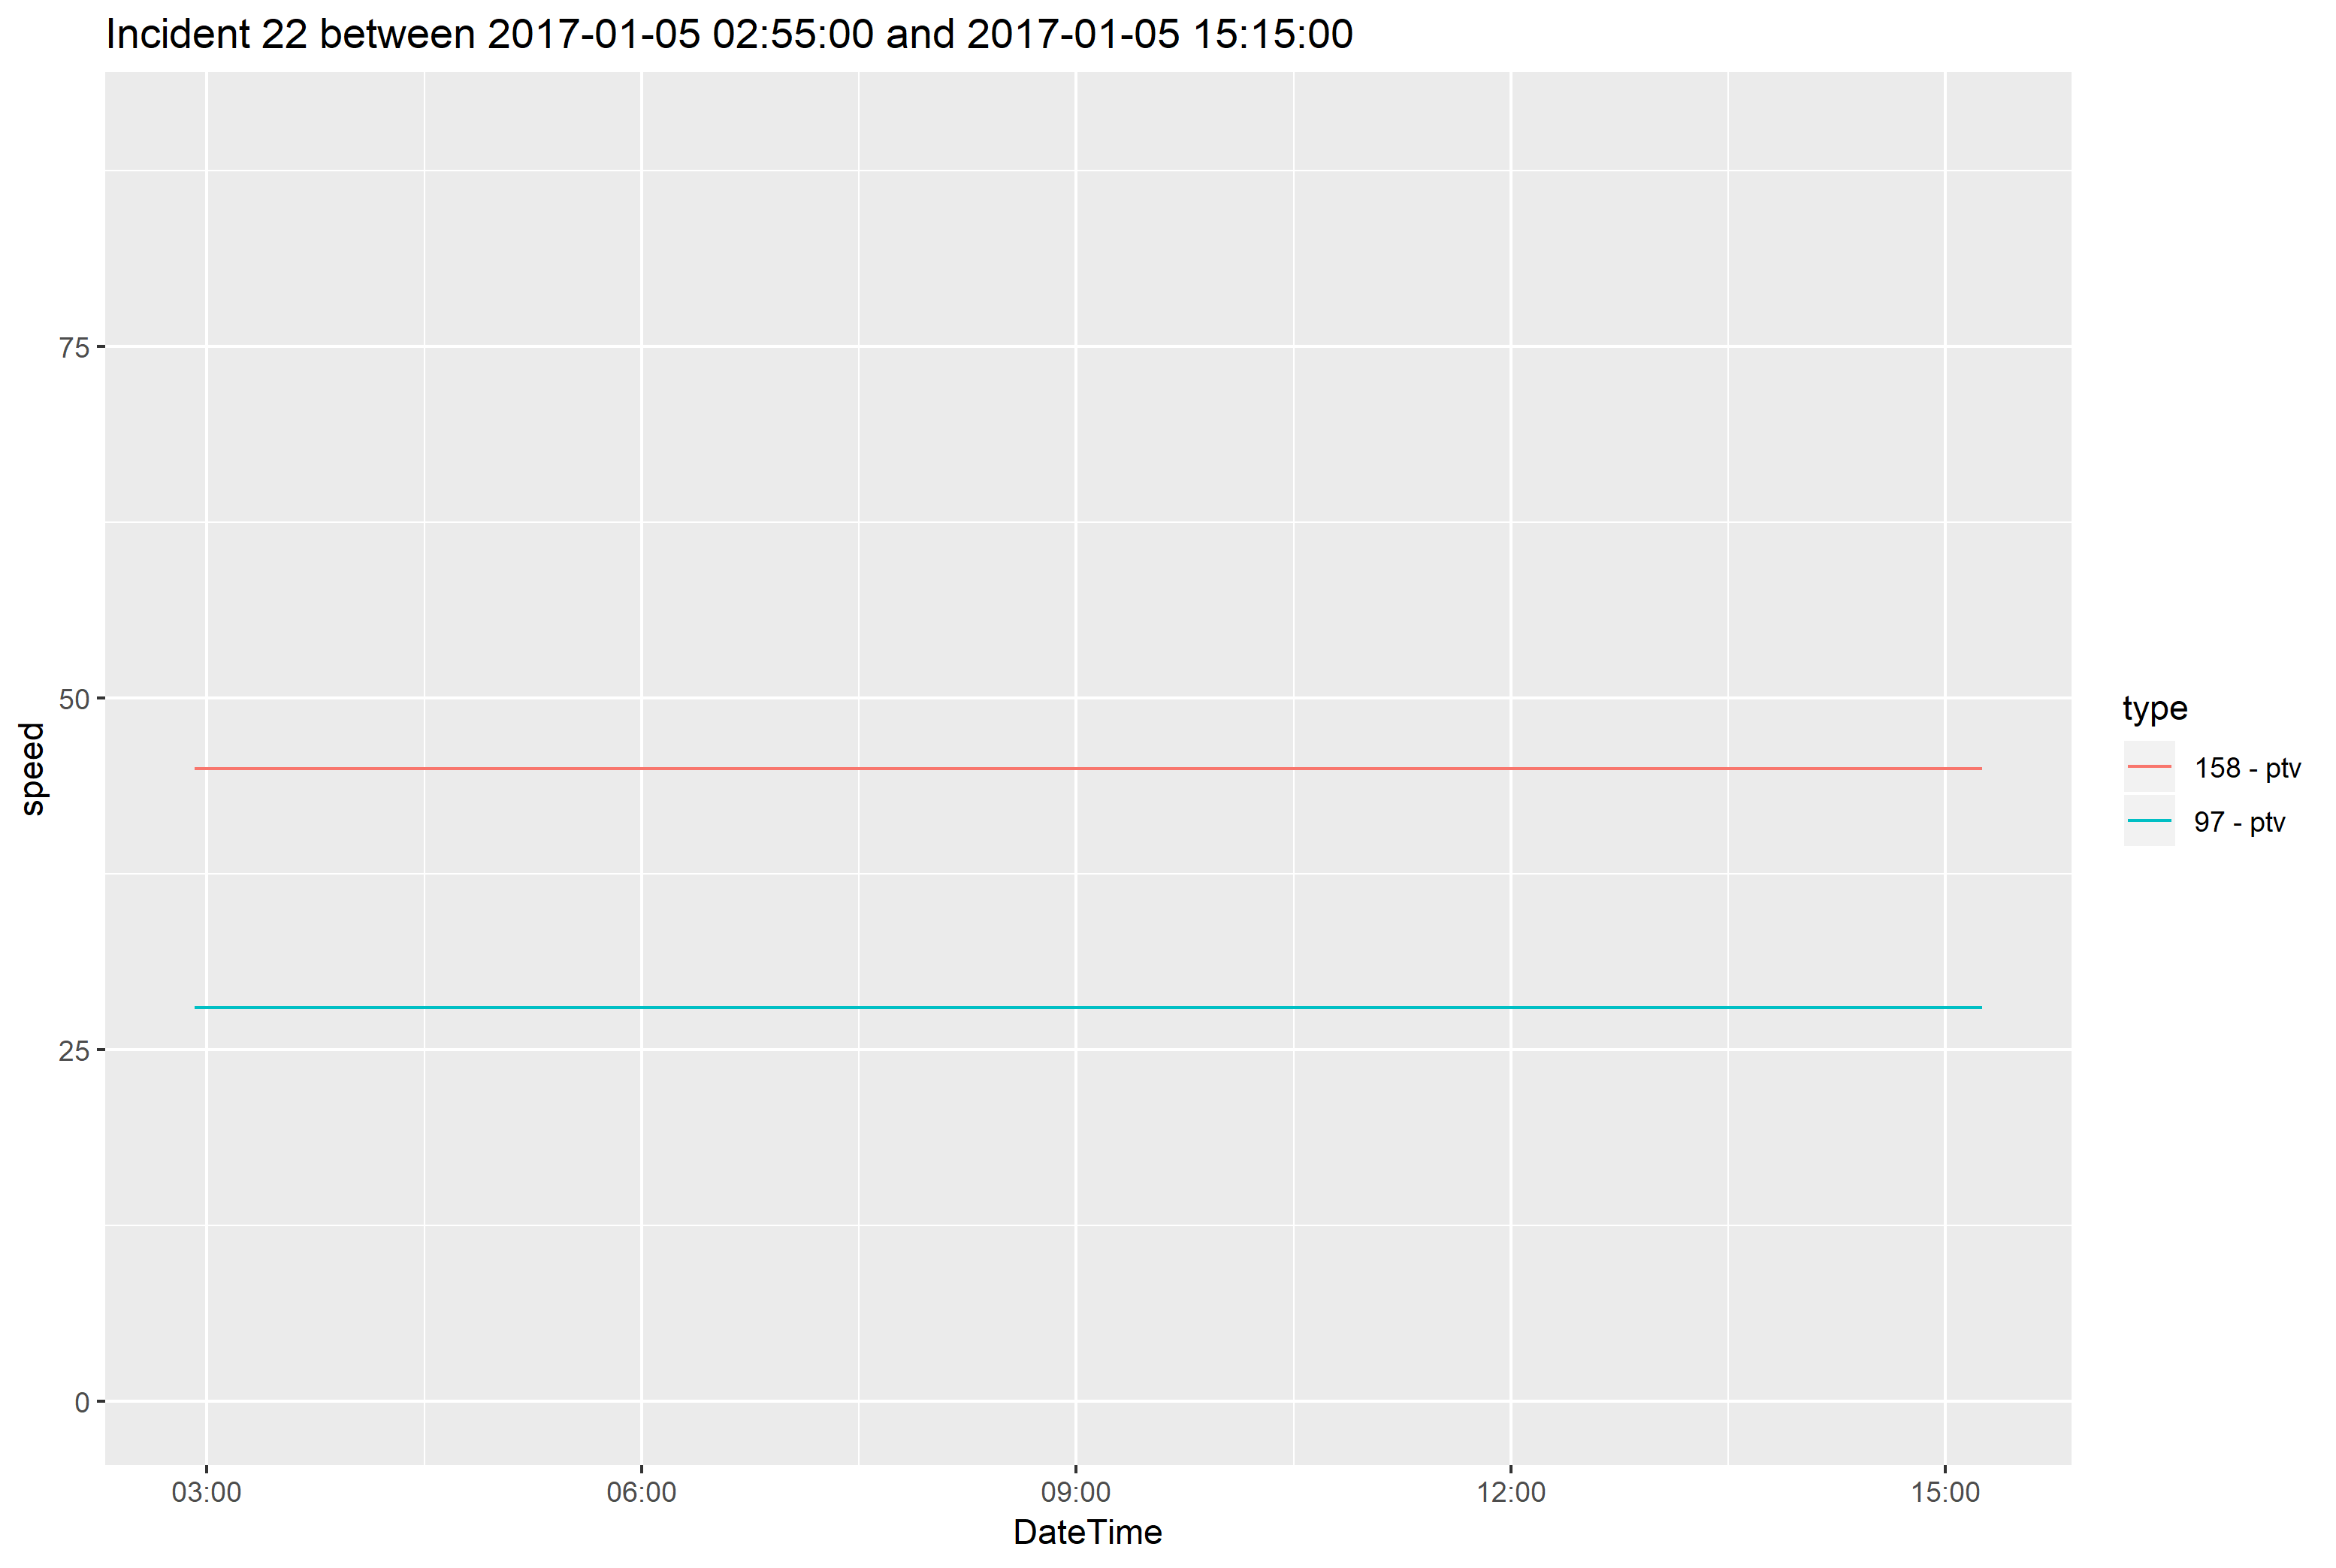 Incident 22 between 2017-01-05 02:55:00 and 2017-01-05 15:15:00
75
50
25
0
speed
03:00 06:00 09:00 12:00 15:00
DateTime
type
158 - ptv
97 - ptv